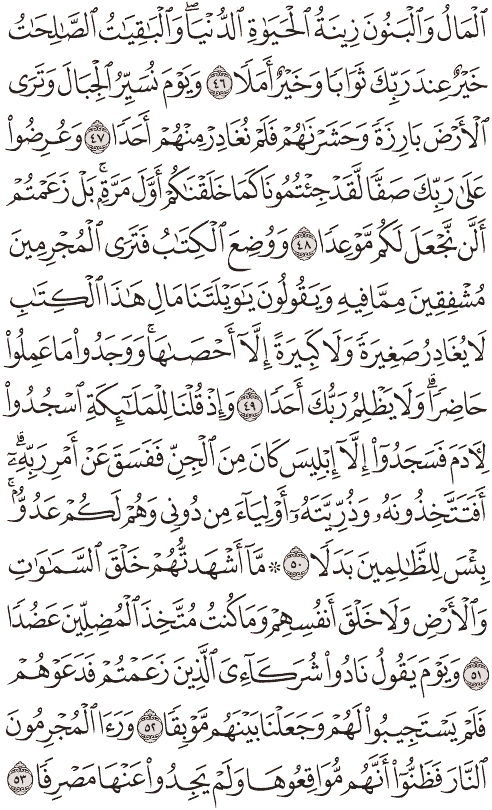 ٱلۡمَالُ وَٱلۡبَنُونَ زِينَةُ ٱلۡحَيَوٰةِ ٱلدُّنۡيَاۖ وَٱلۡبَٰقِيَٰتُ ٱلصَّٰلِحَٰتُ
خَيۡرٌ عِندَ رَبِّكَ ثَوَابٗا وَخَيۡرٌ أَمَلٗا ٤٦ وَيَوۡمَ نُسَيِّرُ ٱلۡجِبَالَ وَتَرَى
ٱلۡأَرۡضَ بَارِزَةٗ وَحَشَرۡنَٰهُمۡ فَلَمۡ نُغَادِرۡ مِنۡهُمۡ أَحَدٗا ٤٧ وَعُرِضُواْ
عَلَىٰ رَبِّكَ صَفّٗا لَّقَدۡ جِئۡتُمُونَا كَمَا خَلَقۡنَٰكُمۡ أَوَّلَ مَرَّةِۭۚ بَلۡ زَعَمۡتُمۡ
أَلَّن نَّجۡعَلَ لَكُم مَّوۡعِدٗا ٤٨ وَوُضِعَ ٱلۡكِتَٰبُ فَتَرَى ٱلۡمُجۡرِمِينَ
مُشۡفِقِينَ مِمَّا فِيهِ وَيَقُولُونَ يَٰوَيۡلَتَنَا مَالِ هَٰذَا ٱلۡكِتَٰبِ
لَا يُغَادِرُ صَغِيرَةٗ وَلَا كَبِيرَةً إِلَّآ أَحۡصَىٰهَاۚ وَوَجَدُواْ مَا عَمِلُواْ
حَاضِرٗاۗ وَلَا يَظۡلِمُ رَبُّكَ أَحَدٗا ٤٩ وَإِذۡ قُلۡنَا لِلۡمَلَٰٓئِكَةِ ٱسۡجُدُواْ
لِأٓدَمَ فَسَجَدُوٓاْ إِلَّآ إِبۡلِيسَ كَانَ مِنَ ٱلۡجِنِّ فَفَسَقَ عَنۡ أَمۡرِ رَبِّهِۦٓۗ
أَفَتَتَّخِذُونَهُۥ وَذُرِّيَّتَهُۥٓ أَوۡلِيَآءَ مِن دُونِي وَهُمۡ لَكُمۡ عَدُوُّۢۚ
بِئۡسَ لِلظَّٰلِمِينَ بَدَلٗا ٥٠ ۞ مَّآ أَشۡهَدتُّهُمۡ خَلۡقَ ٱلسَّمَٰوَٰتِ
وَٱلۡأَرۡضِ وَلَا خَلۡقَ أَنفُسِهِمۡ وَمَا كُنتُ مُتَّخِذَ ٱلۡمُضِلِّينَ عَضُدٗا
٥١ وَيَوۡمَ يَقُولُ نَادُواْ شُرَكَآءِيَ ٱلَّذِينَ زَعَمۡتُمۡ فَدَعَوۡهُمۡ
فَلَمۡ يَسۡتَجِيبُواْ لَهُمۡ وَجَعَلۡنَا بَيۡنَهُم مَّوۡبِقٗا ٥٢ وَرَءَا ٱلۡمُجۡرِمُونَ
ٱلنَّارَ فَظَنُّوٓاْ أَنَّهُم مُّوَاقِعُوهَا وَلَمۡ يَجِدُواْ عَنۡهَا مَصۡرِفٗا ٥٣